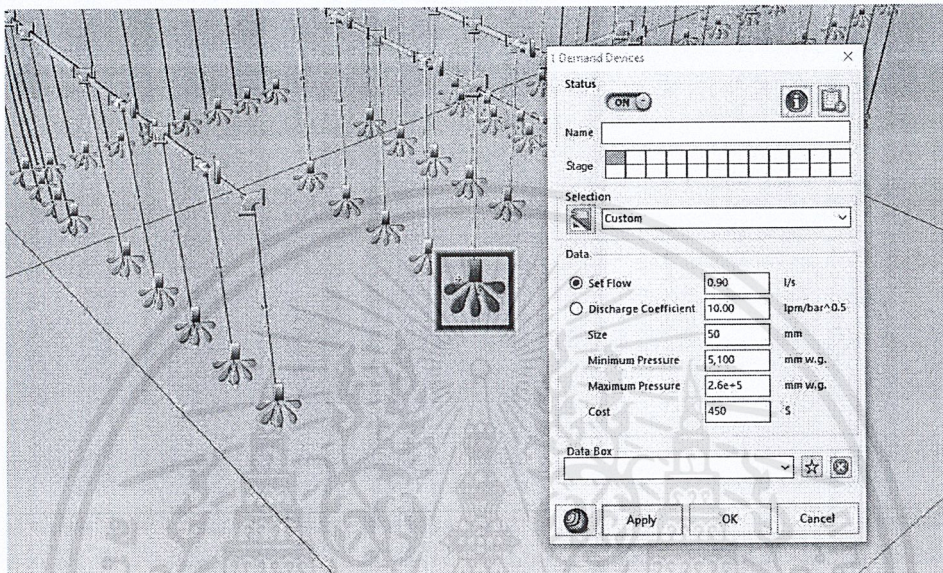 1 Demand Devices
Status
ON
Name
Stage
Selection
Custom
Data
Set Flow 0.90 l/s
Discharge Coefficient 10.00 lpm/bar^0.5
Size 50 mm
Minimum Pressure 5,100 mm w.g.
Maximum Pressure 2.6e+5 mm w.g.
Cost 450 $
Data Box
Apply OK Cancel